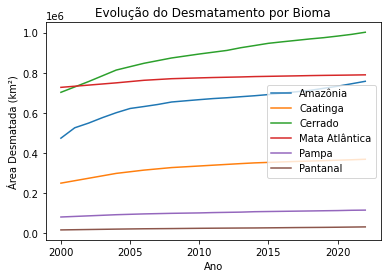 Evolução do Desmatamento por Bioma
1e6
1.0
0.8
0.6
0.4
0.2
0.0
Área Desmatada (km²)
Amazônia
Caatinga
Cerrado
Mata Atlântica
Pampa
Pantanal
2000 2005 2010 2015 2020
Ano